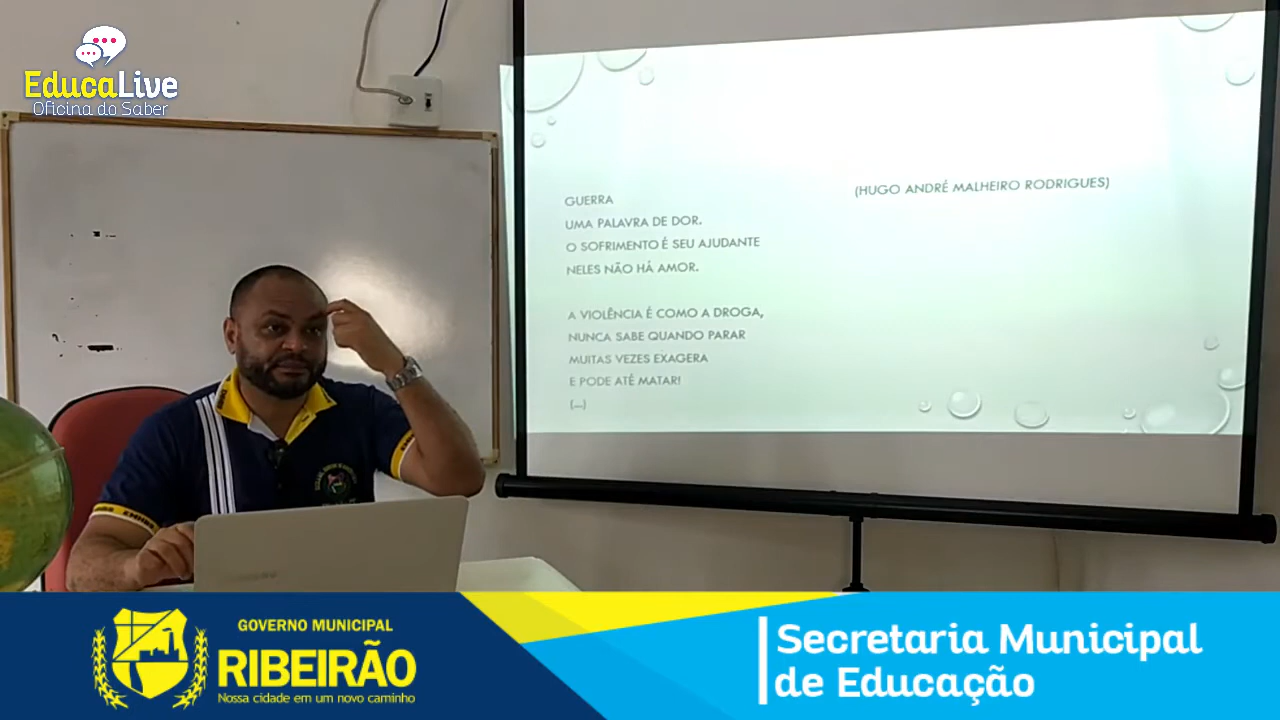 EducaLive
Oficina do Saber
(HUGO ANDRÉ MALHEIRO RODRIGUES)
GUERRA
UMA PALAVRA DE DOR.
O SOFRIMENTO É SEU AJUDANTE
NELES NÃO HÁ AMOR.
A VIOLÊNCIA É COMO A DROGA,
NUNCA SABE QUANDO PARAR
MUITAS VEZES EXAGERA
E PODE ATÉ MATAR!
(...)
GOVERNO MUNICIPAL
RIBEIRÃO
Nossa cidade em um novo caminho
Secretaria Municipal
de Educação